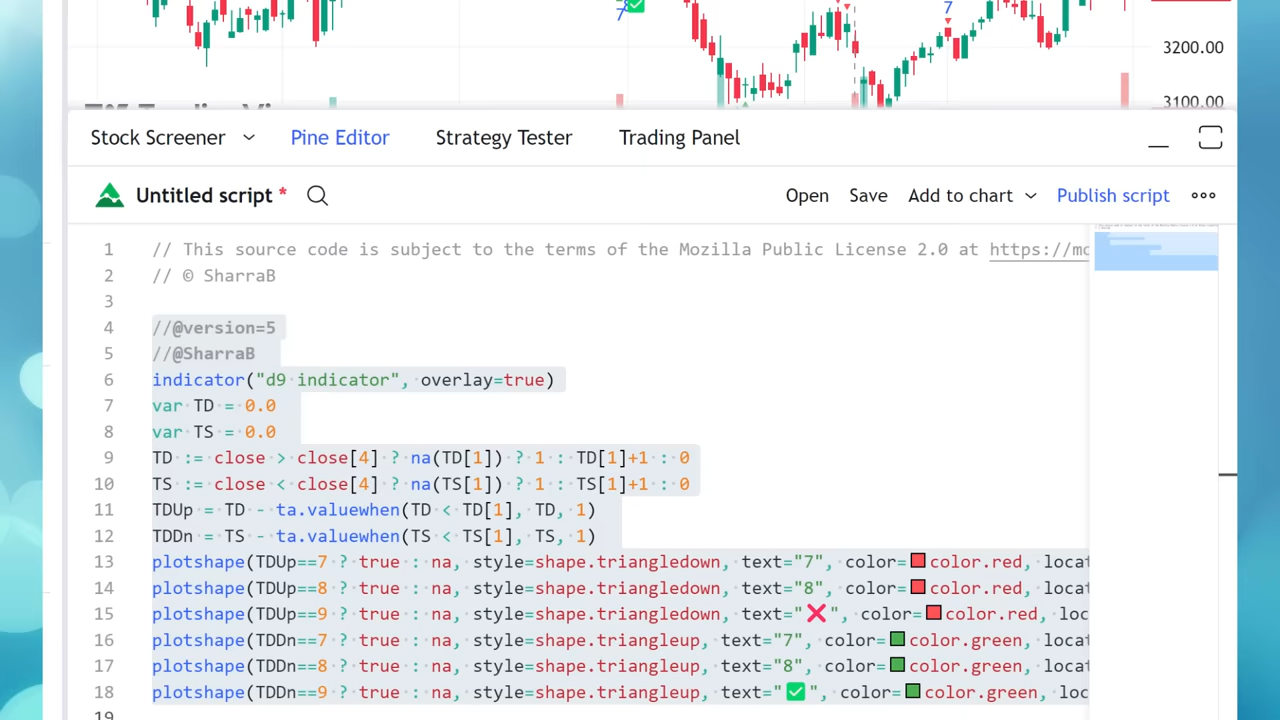 7
✅
7
3200.00
3100.00
Stock Screener Pine Editor Strategy Tester Trading Panel
Untitled script * Open Save Add to chart Publish script
1 // This source code is subject to the terms of the Mozilla Public License 2.0 at https://mo
2 // © SharraB
3
4 //@version=5
5 //@SharraB
6 indicator("d9 indicator", overlay=true)
7 var TD = 0.0
8 var TS = 0.0
9 TD := close > close[4] ? na(TD[1]) ? 1 : TD[1]+1 : 0
10 TS := close < close[4] ? na(TS[1]) ? 1 : TS[1]+1 : 0
11 TDUp = TD - ta.valuewhen(TD < TD[1], TD, 1)
12 TDDn = TS - ta.valuewhen(TS < TS[1], TS, 1)
13 plotshape(TDUp==7 ? true : na, style=shape.triangledown, text="7", color=color.red, locat
14 plotshape(TDUp==8 ? true : na, style=shape.triangledown, text="8", color=color.red, locat
15 plotshape(TDUp==9 ? true : na, style=shape.triangledown, text="❌", color=color.red, loc
16 plotshape(TDDn==7 ? true : na, style=shape.triangleup, text="7", color=color.green, locat
17 plotshape(TDDn==8 ? true : na, style=shape.triangleup, text="8", color=color.green, locat
18 plotshape(TDDn==9 ? true : na, style=shape.triangleup, text="✅", color=color.green, loc
19